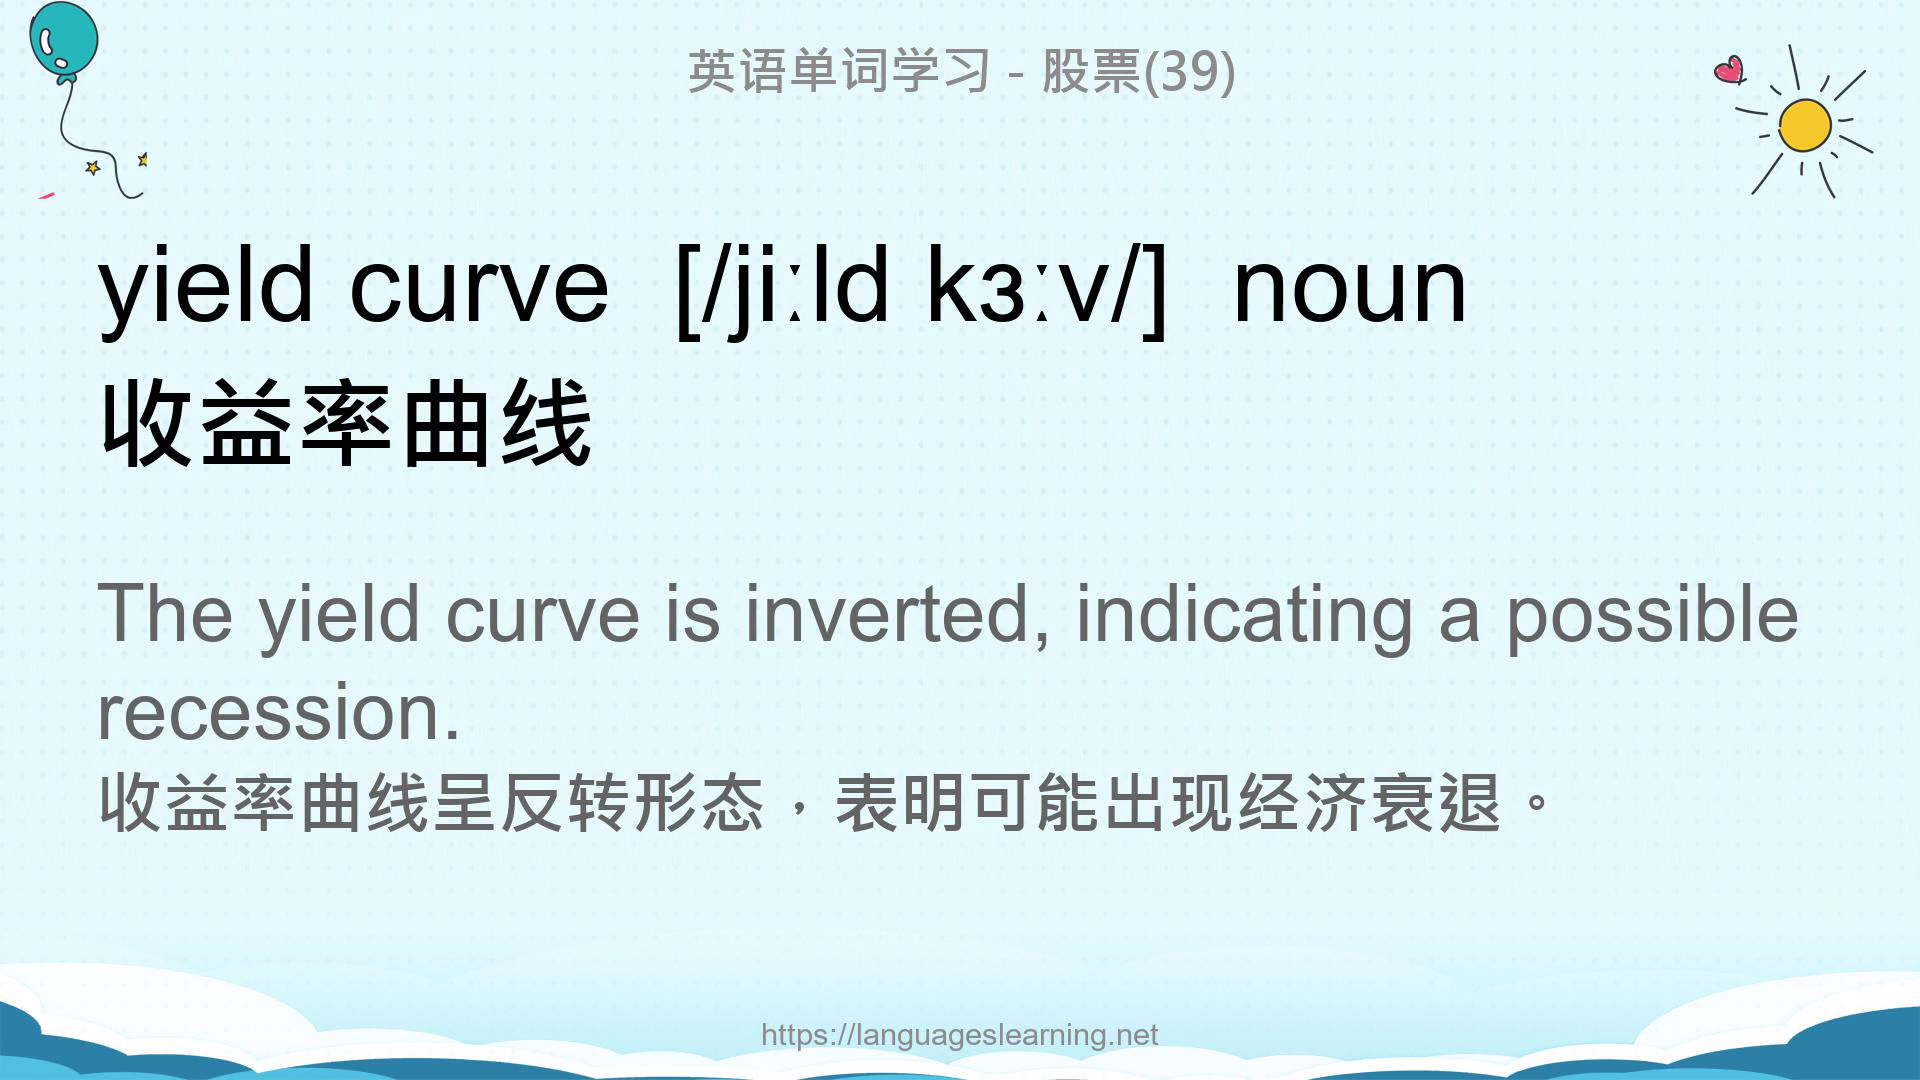 英语单词学习 - 股票(39)
yield curve  [/jiːld kɜːv/]  noun
收益率曲线
The yield curve is inverted, indicating a possible
recession.
收益率曲线呈反转形态，表明可能出现经济衰退。
https://languageslearning.net